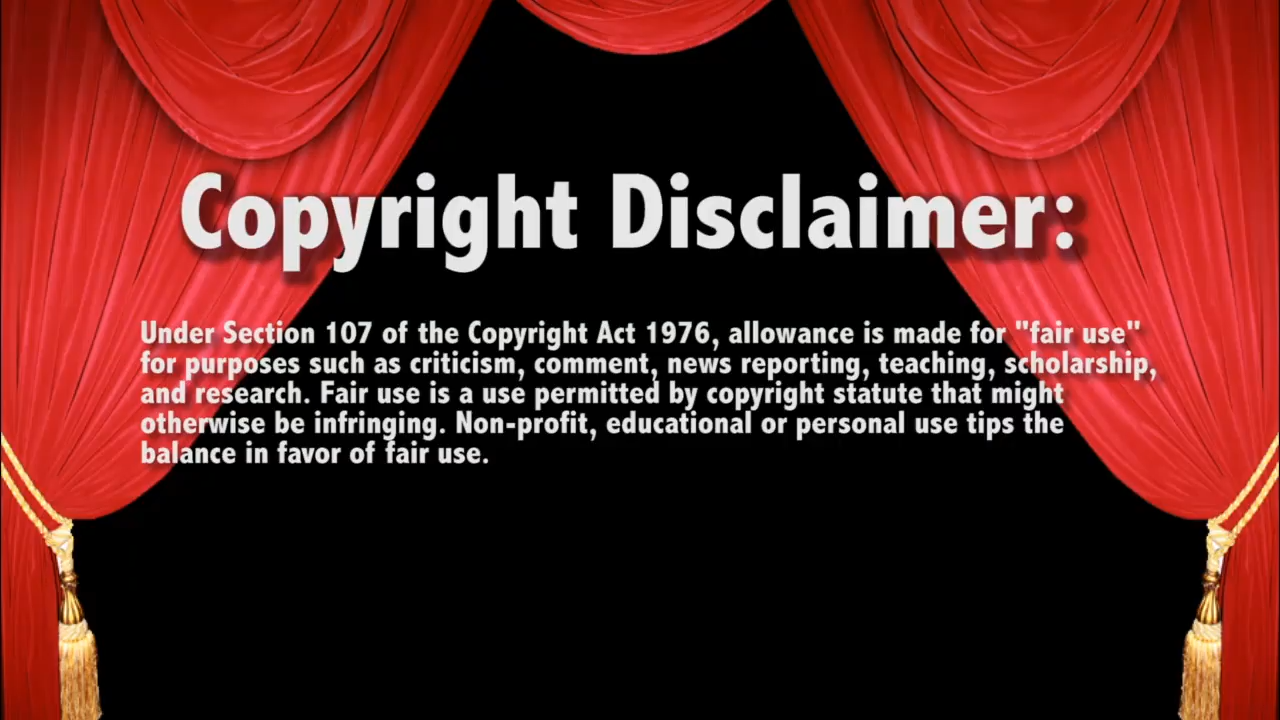 Copyright Disclaimer:
Under Section 107 of the Copyright Act 1976, allowance is made for "fair use"
for purposes such as criticism, comment, news reporting, teaching, scholarship,
and research. Fair use is a use permitted by copyright statute that might
otherwise be infringing. Non-profit, educational or personal use tips the
balance in favor of fair use.